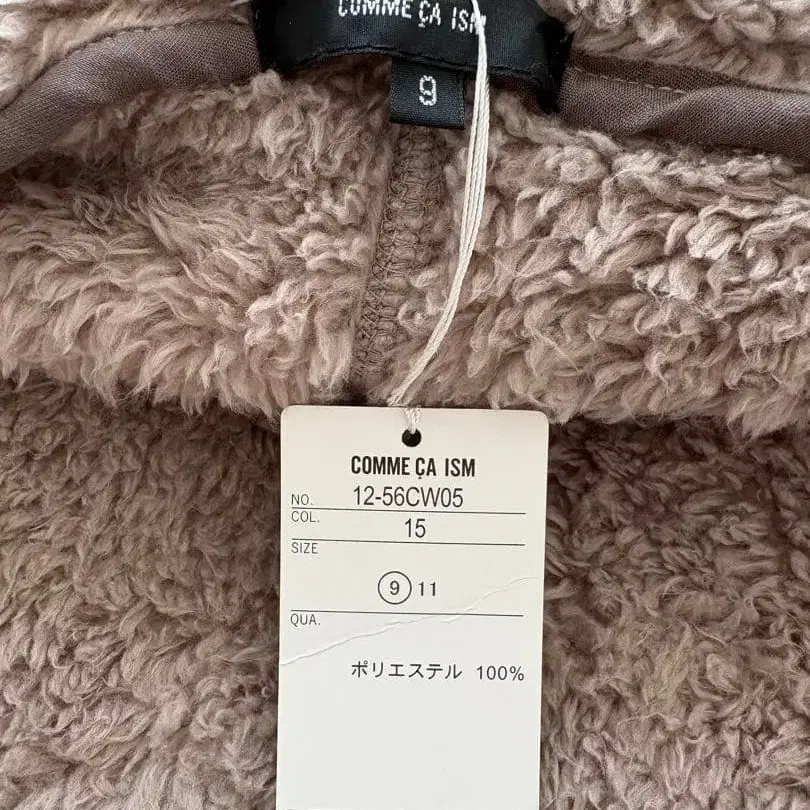 COMME ÇA ISM
9
COMME ÇA ISM
NO. 12-56CW05
COL. 15
SIZE
9 11
QUA.
ポリエステル 100%